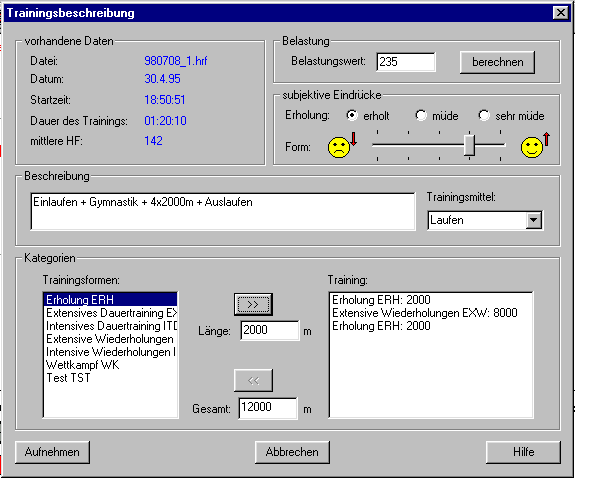 Trainingsbeschreibung
vorhandene Daten
Datei: 980708_1.hrf
Datum: 30.4.95
Startzeit: 18:50:51
Dauer des Trainings: 01:20:10
mittlere HF: 142
Belastung
Belastungswert: 235 berechnen
subjektive Eindrücke
Erholung: erholt müde sehr müde
Form:
Beschreibung
Einlaufen + Gymnastik + 4x2000m + Auslaufen
Trainingsmittel:
Laufen
Kategorien
Trainingsformen:
Erholung ERH
Extensives Dauertraining EX
Intensives Dauertraining ITD
Extensive Wiederholungen
Intensive Wiederholungen I
Wettkampf WK
Test TST
>>
Länge: 2000 m
<<
Gesamt: 12000 m
Training:
Erholung ERH: 2000
Extensive Wiederholungen EXW: 8000
Erholung ERH: 2000
Aufnehmen Abbrechen Hilfe